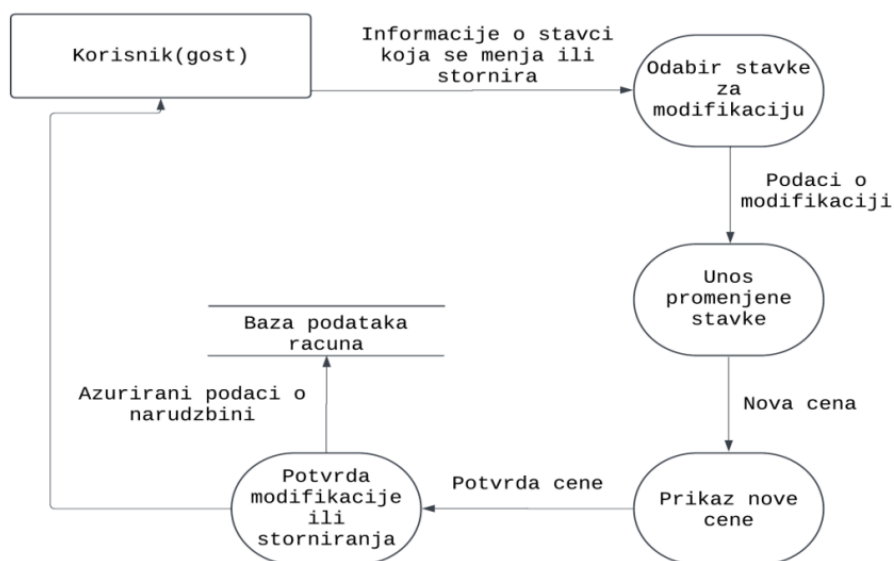 Korisnik(gost)
Informacije o stavci
koja se menja ili
stornira
Odabir stavke
za
modifikaciju
Podaci o
modifikaciji
Unos
promenjene
stavke
Baza podataka
racuna
Azurirani podaci o
narudzbini
Nova cena
Potvrda
modifikacije
ili
storniranja
Potvrda cene
Prikaz nove
cene